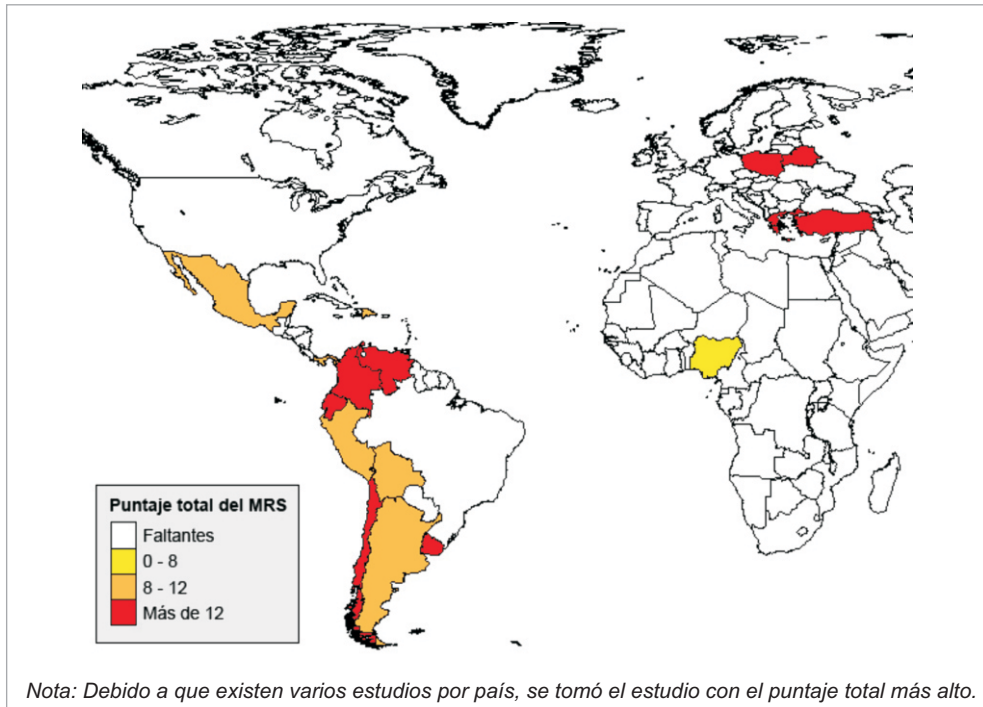 Puntaje total del MRS
Faltantes
0 - 8
8 - 12
Más de 12
Nota: Debido a que existen varios estudios por país, se tomó el estudio con el puntaje total más alto.